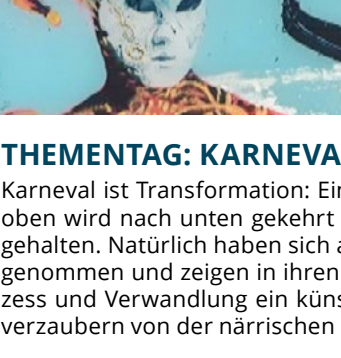 THEMENTAG: KARNEVA
Karneval ist Transformation: Ei
oben wird nach unten gekehrt
gehalten. Natürlich haben sich a
genommen und zeigen in ihren
zess und Verwandlung ein küns
verzaubern von der närrischen